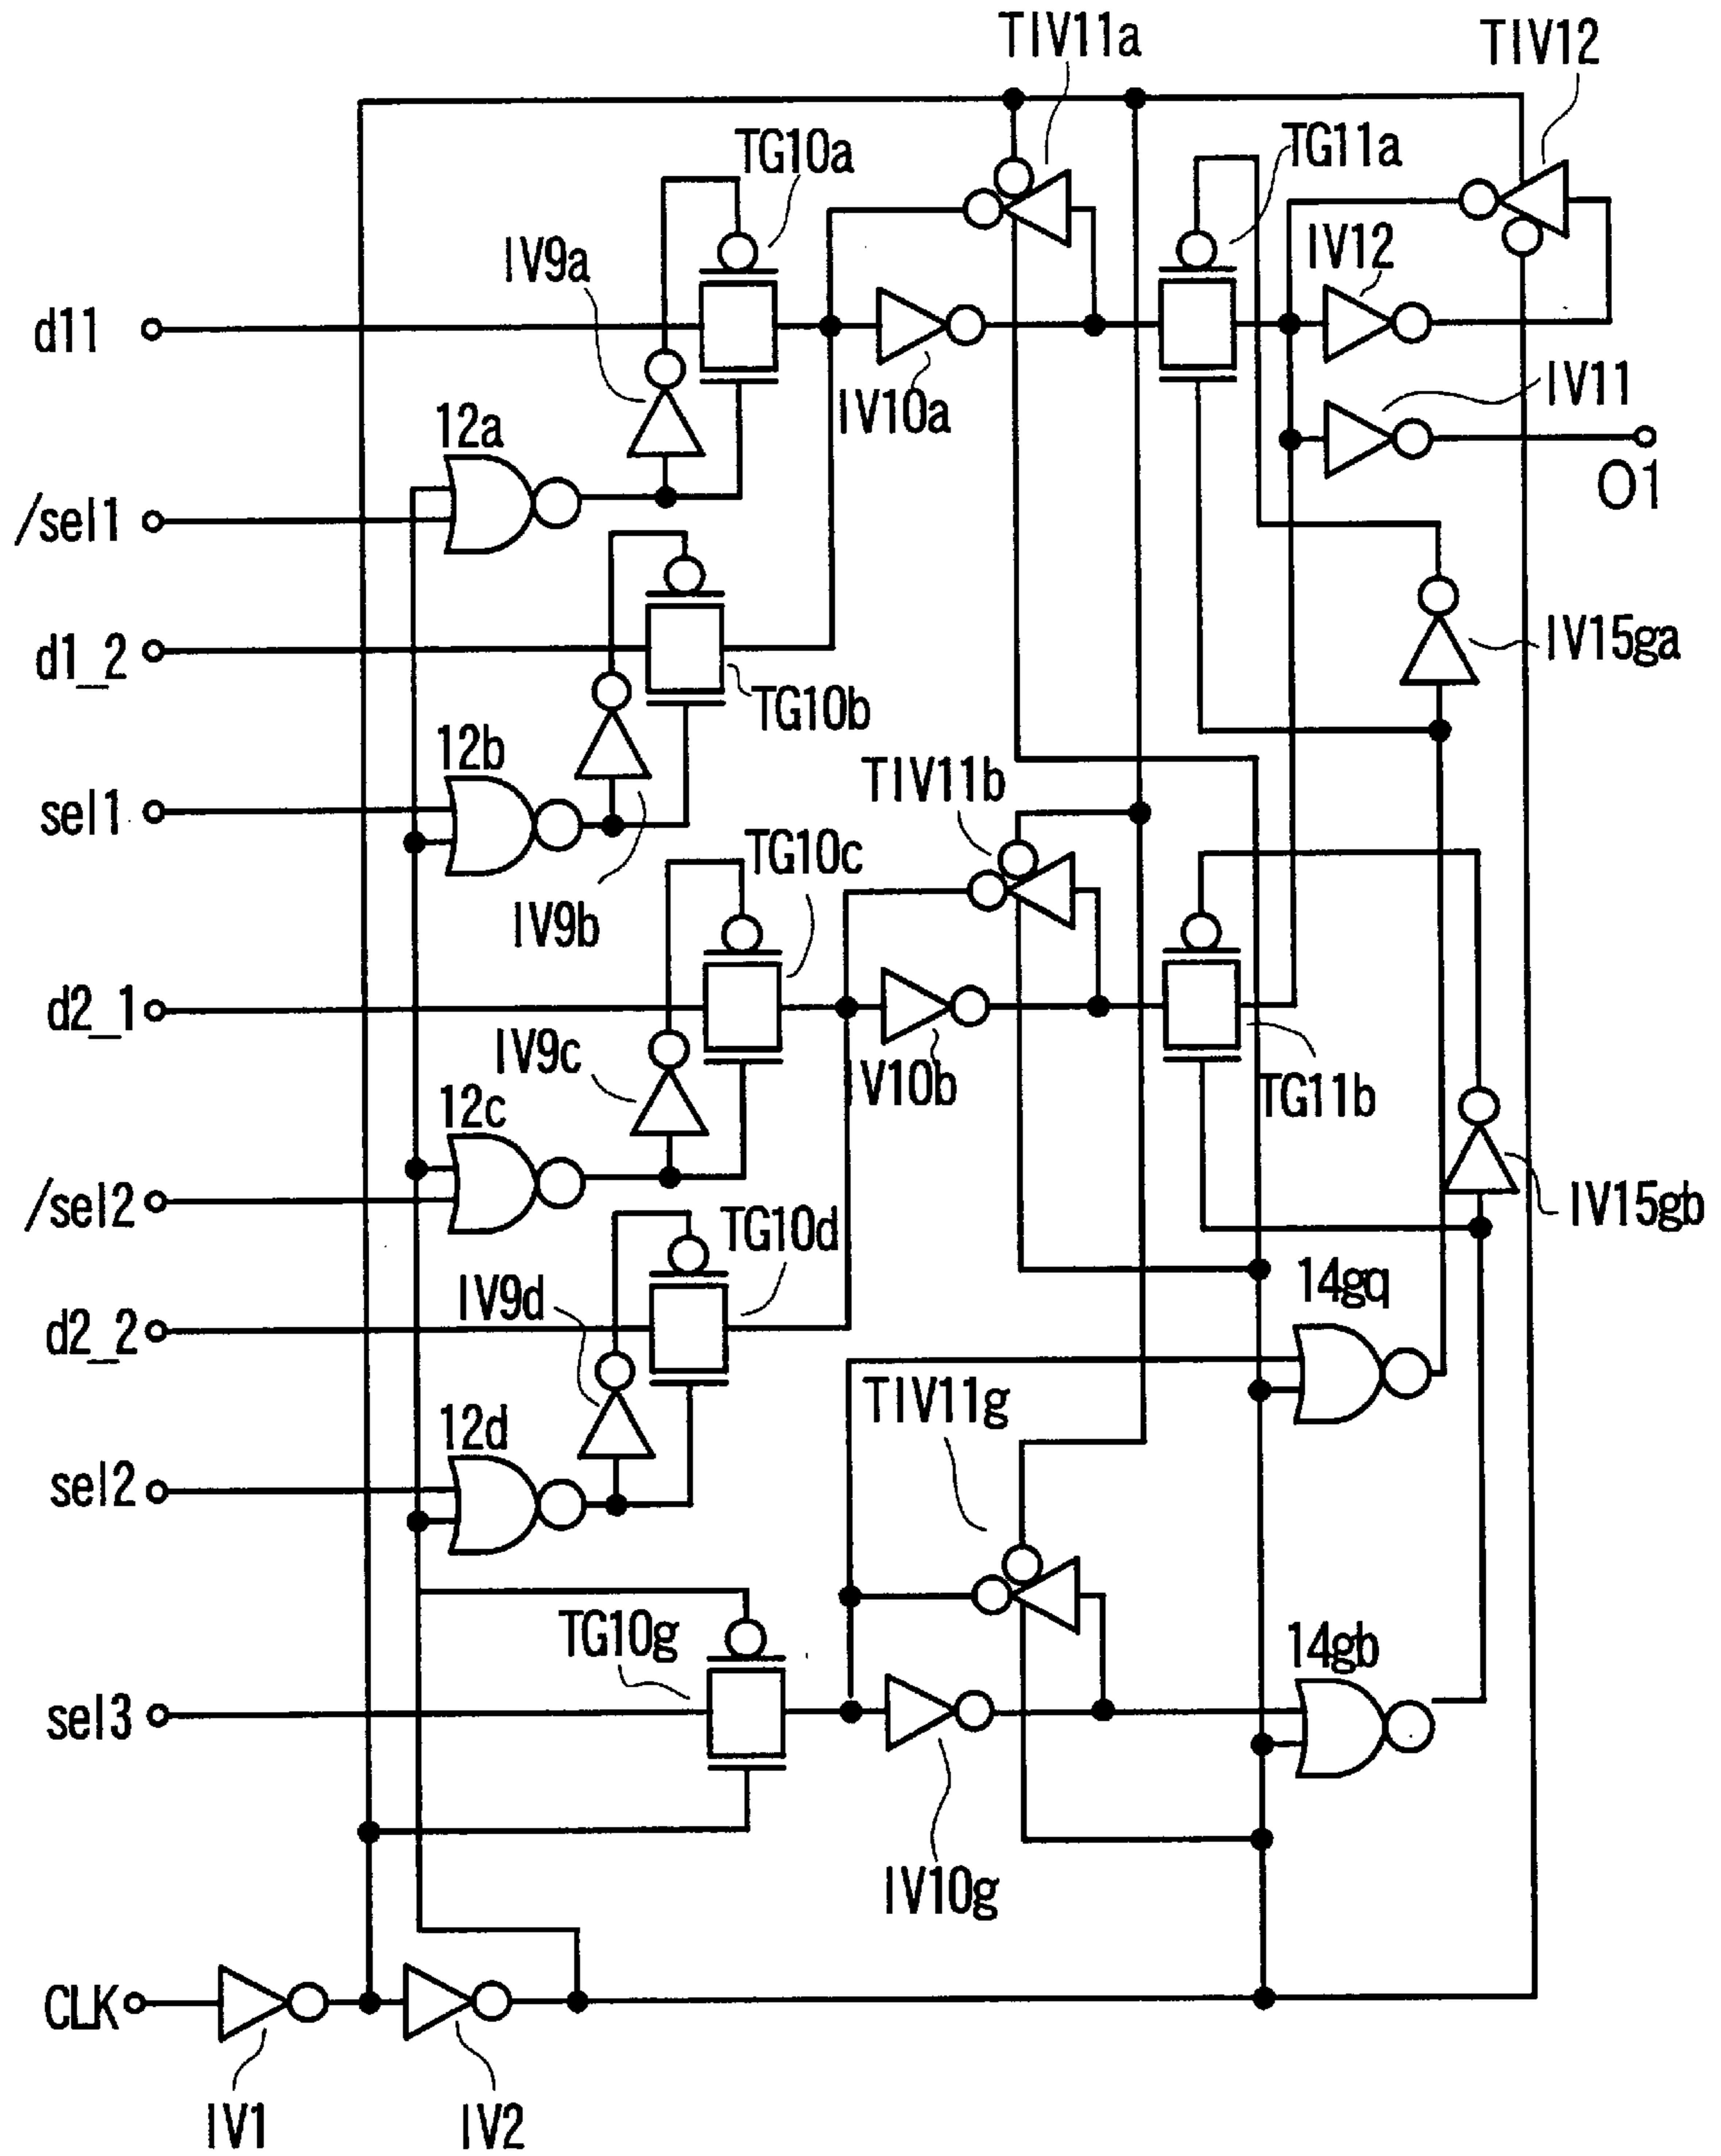 TIV11a
TIV12
TG10a
TG11a
IV9a
IV12
d11
IV10a
IV11
12a
O1
/sel1
d1_2
IV15ga
TG10b
12b
TIV11b
sel1
TG10c
IV9b
d2_1
IV9c
V10b
TG11b
12c
/sel2
IV15gb
TG10d
14gq
IV9d
d2_2
TIV11g
12d
sel2
TG10g
14gb
sel3
IV10g
CLK
IV1
IV2